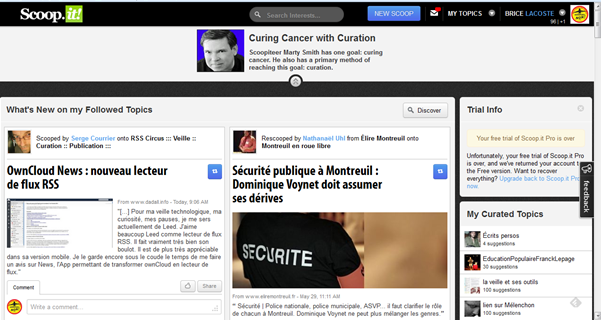 Scoop.it!
Search Interests...
NEW SCOOP
MY TOPICS
BRICE LACOSTE
96 | +1
Curing Cancer with Curation
Scoopiteer Marty Smith has one goal: curing
cancer. He also has a primary method of
reaching this goal: curation.
What's New on my Followed Topics
Discover
Scooped by Serge Courrier onto RSS Circus ::: Veille ::
Curation :: Publication :::
OwnCloud News : nouveau lecteur
de flux RSS
From www.dadall.info - Today, 9:06 AM
"[...] Pour ma veille technologique, ma
curiosité, mes pauses, je me sers
actuellement de Leed. J'aime
beaucoup Leed comme lecteur de flux
RSS. Il fait vraiment très bien son
boulot. Il est de plus très appréciable
dans sa version mobile. Je le garde encore sous le coude le temps de me faire
un avis sur News, l'App permettant de transformer ownCloud en lecteur de
flux."
Comment
Share
Write a comment...
Rescooped by Nathanaël Uhl from Élire Montreuil onto
Montreuil en roue libre
Sécurité publique à Montreuil :
Dominique Voynet doit assumer
ses dérives
SÉCURITÉ
From www.eliremontreuil.fr - May 29, 11:11 AM
" Sécurité | Police nationale, police municipale, ASVP... il faut clarifier le rôle de
chacun à Montreuil. Dominique Voynet ne peut plus mélanger les genres."
Trial Info
Your free trial of Scoop.it Pro is over
Unfortunately, your free trial of Scoop.it Pro
is over, and we've returned your account to
the Free version. Want to recover
everything? Upgrade back to Scoop.it Pro
now.
feedback
My Curated Topics
Écrits persos
4 suggestions
EducationPopulaireFranckLepage
30 suggestions
la veille et ses outils
100 suggestions
lien sur Mélenchon
100 suggestions